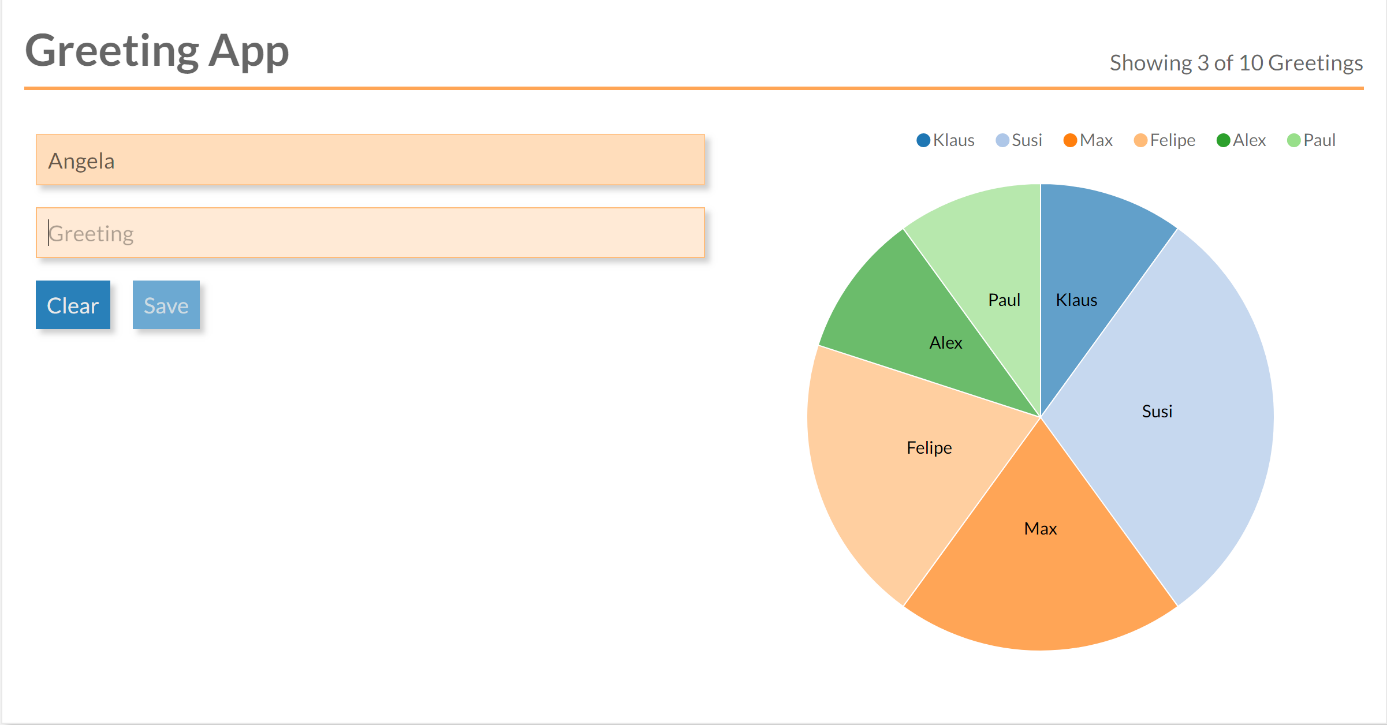 Greeting App
Showing 3 of 10 Greetings
Angela
Greeting
Clear Save
Klaus Susi Max Felipe Alex Paul
Paul Klaus
Alex
Susi
Felipe
Max